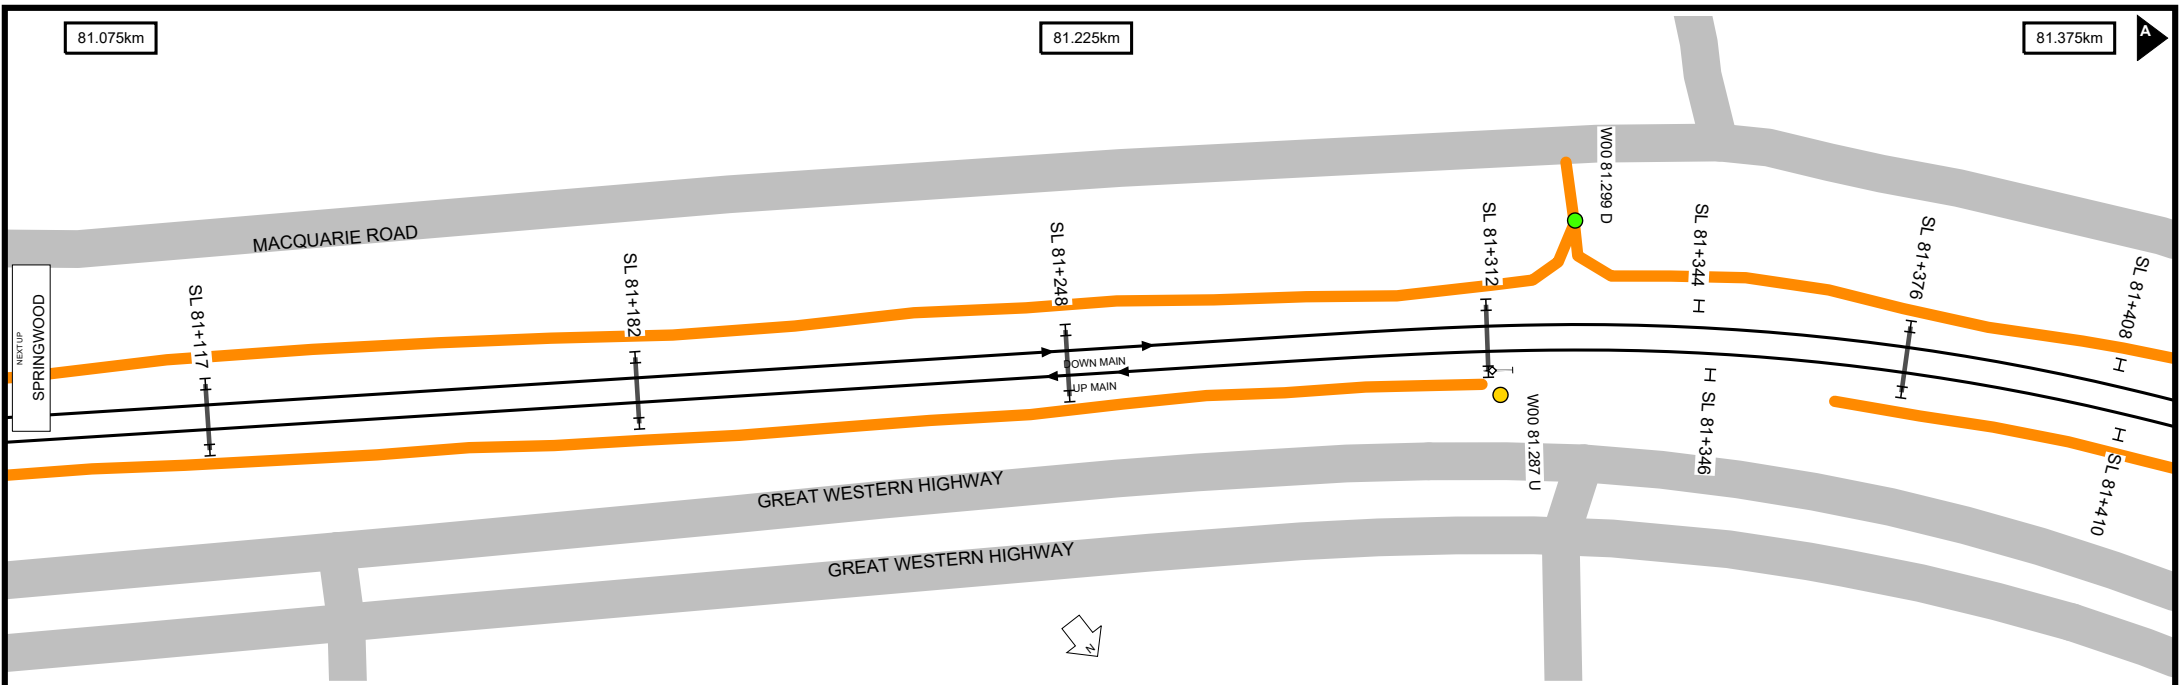 81.075km
81.225km
81.375km
A
W00 81.299 D
MACQUARIE ROAD
SL 81+117
SL 81+182
SL 81+248
SL 81+312
SL 81+344
SL 81+376
SL 81+408
NEXT UP
SPRINGWOOD
DOWN MAIN
UP MAIN
W00 81.287 U
SL 81+346
SL 81+410
GREAT WESTERN HIGHWAY
GREAT WESTERN HIGHWAY
N